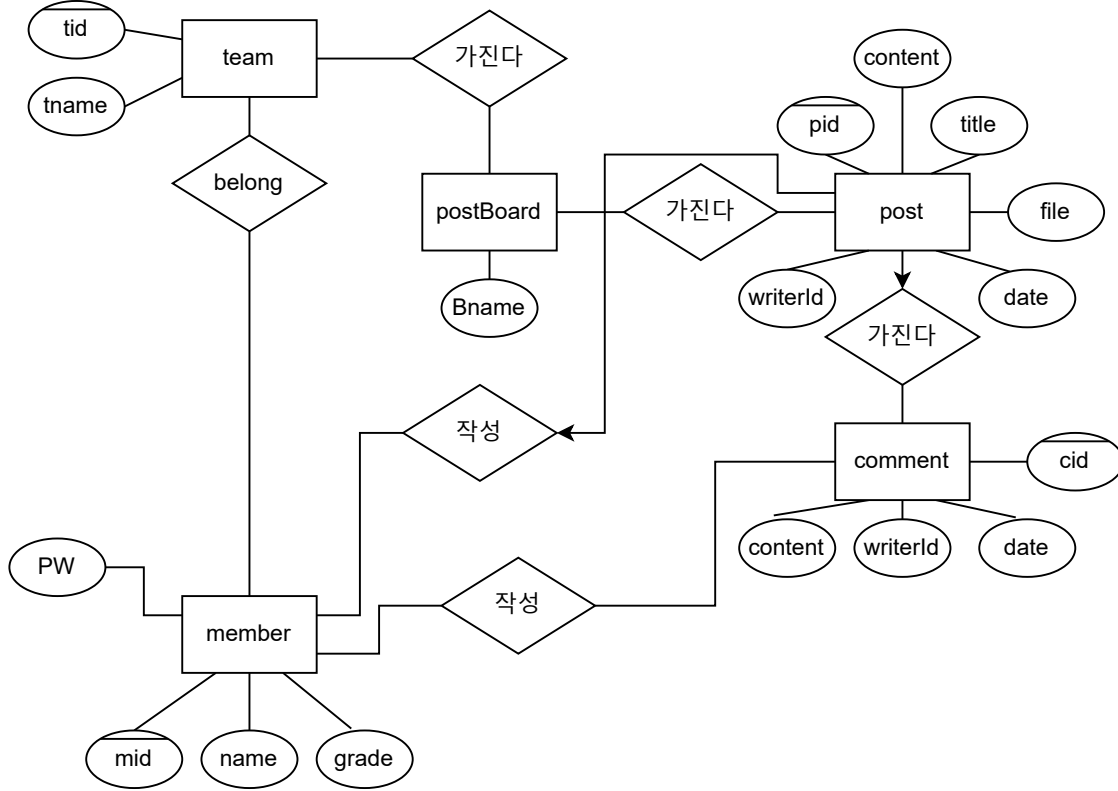 tid
team
가진다
content
tname
pid
title
belong
postBoard
가진다
post
file
Bname
writerId
date
가진다
작성
comment
cid
content
writerId
date
PW
작성
member
mid
name
grade